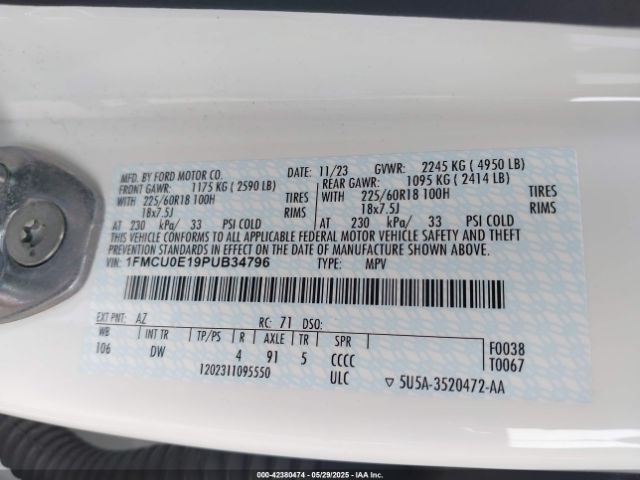 MFD. BY FORD MOTOR CO. DATE: 11/23 GVWR: 2245 KG ( 4950 LB)
FRONT GAWR: 1175 KG ( 2590 LB) REAR GAWR: 1095 KG ( 2414 LB)
WITH 225/60R18 100H TIRES WITH 225/60R18 100H TIRES
18x7.5J RIMS 18x7.5J RIMS
AT 230 kPa/ 33 PSI COLD AT 230 kPa/ 33 PSI COLD
THIS VEHICLE CONFORMS TO ALL APPLICABLE FEDERAL MOTOR VEHICLE SAFETY AND THEFT
PREVENTION STANDARDS IN EFFECT ON THE DATE OF MANUFACTURE SHOWN ABOVE.
VIN: 1FMCU0E19PUB34796 TYPE: MPV
EXT PNT: AZ RC: 71 DSO:
WB INT TR TP/PS R AXLE TR SPR F0038
106 DW 4 91 5 CCCC T0067
1202311095550 ULC ▽ 5U5A-3520472-AA
000-42380474 - 05/29/2025 - IAA Inc.